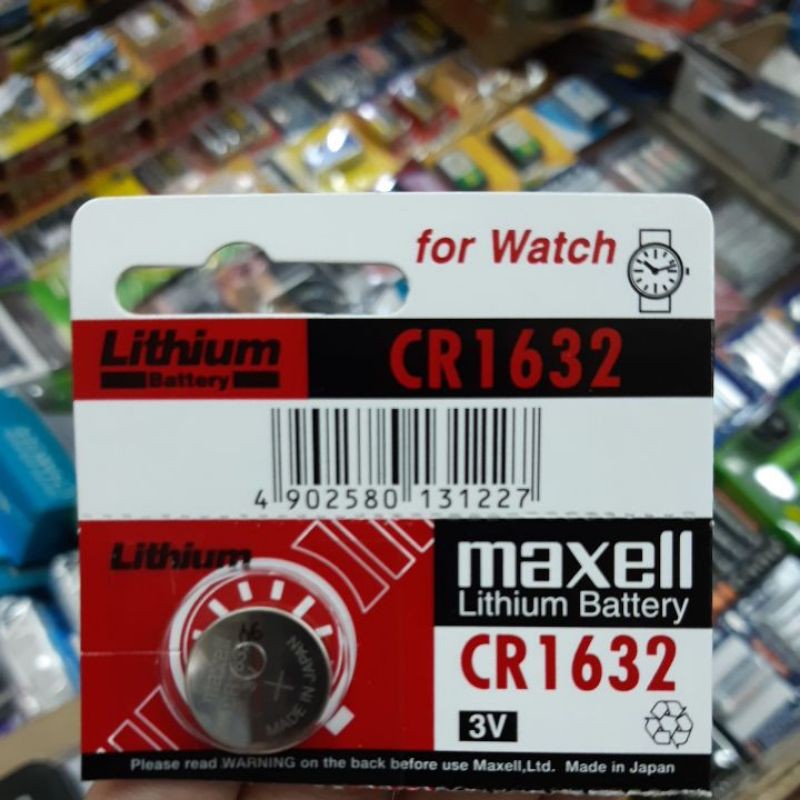 for Watch
Lithium
Battery
CR1632
4 902580 131227
Lithium
maxell
Lithium Battery
CR1632
3V
MADE IN JAPAN
+
Please read WARNING on the back before use Maxell,Ltd. Made in Japan